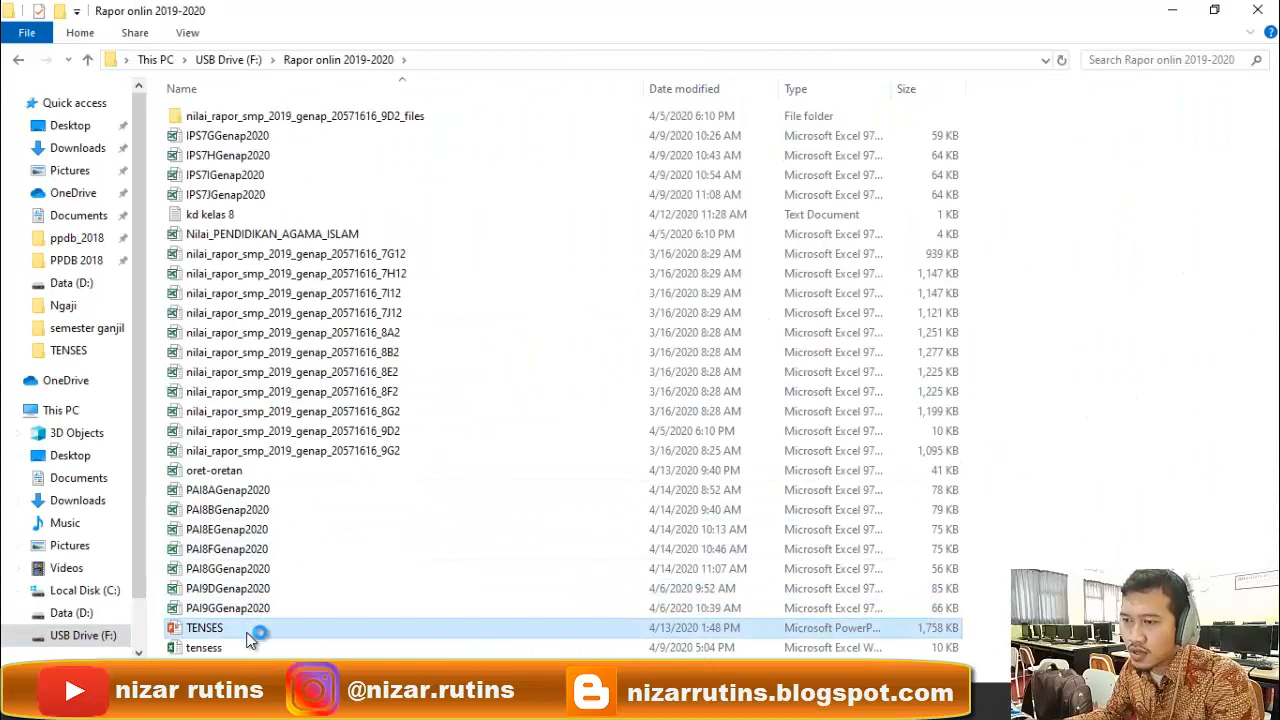 Rapor onlin 2019-2020
File Home Share View
This PC USB Drive (F:) Rapor onlin 2019-2020 Search Rapor onlin 2019-2020
Name Date modified Type Size
Quick access
Desktop
Downloads
Pictures
OneDrive
Documents
ppdb_2018
PPDB 2018
Data (D:)
Ngaji
semester ganjil
TENSES
OneDrive
This PC
3D Objects
Desktop
Documents
Downloads
Music
Pictures
Videos
Local Disk (C:)
Data (D:)
USB Drive (F:)
nilai_rapor_smp_2019_genap_20571616_9D2_files 4/5/2020 6:10 PM File folder
IPS7GGenap2020 4/9/2020 10:26 AM Microsoft Excel 97... 59 KB
IPS7HGenap2020 4/9/2020 10:43 AM Microsoft Excel 97... 64 KB
IPS7IGenap2020 4/9/2020 10:54 AM Microsoft Excel 97... 64 KB
IPS7JGenap2020 4/9/2020 11:08 AM Microsoft Excel 97... 64 KB
kd kelas 8 4/12/2020 11:28 AM Text Document 1 KB
Nilai_PENDIDIKAN_AGAMA_ISLAM 4/5/2020 6:10 PM Microsoft Excel 97... 4 KB
nilai_rapor_smp_2019_genap_20571616_7G12 3/16/2020 8:29 AM Microsoft Excel 97... 939 KB
nilai_rapor_smp_2019_genap_20571616_7H12 3/16/2020 8:29 AM Microsoft Excel 97... 1,147 KB
nilai_rapor_smp_2019_genap_20571616_7I12 3/16/2020 8:29 AM Microsoft Excel 97... 1,147 KB
nilai_rapor_smp_2019_genap_20571616_7J12 3/16/2020 8:29 AM Microsoft Excel 97... 1,121 KB
nilai_rapor_smp_2019_genap_20571616_8A2 3/16/2020 8:28 AM Microsoft Excel 97... 1,251 KB
nilai_rapor_smp_2019_genap_20571616_8B2 3/16/2020 8:28 AM Microsoft Excel 97... 1,277 KB
nilai_rapor_smp_2019_genap_20571616_8E2 3/16/2020 8:28 AM Microsoft Excel 97... 1,225 KB
nilai_rapor_smp_2019_genap_20571616_8F2 3/16/2020 8:28 AM Microsoft Excel 97... 1,225 KB
nilai_rapor_smp_2019_genap_20571616_8G2 3/16/2020 8:28 AM Microsoft Excel 97... 1,199 KB
nilai_rapor_smp_2019_genap_20571616_9D2 4/5/2020 6:10 PM Microsoft Excel 97... 10 KB
nilai_rapor_smp_2019_genap_20571616_9G2 3/16/2020 8:25 AM Microsoft Excel 97... 1,095 KB
oret-oretan 4/13/2020 9:40 PM Microsoft Excel 97... 41 KB
PAI8AGenap2020 4/14/2020 8:52 AM Microsoft Excel 97... 78 KB
PAI8BGenap2020 4/14/2020 9:40 AM Microsoft Excel 97... 79 KB
PAI8EGenap2020 4/14/2020 10:13 AM Microsoft Excel 97... 75 KB
PAI8FGenap2020 4/14/2020 10:46 AM Microsoft Excel 97... 75 KB
PAI8GGenap2020 4/14/2020 11:07 AM Microsoft Excel 97... 56 KB
PAI9DGenap2020 4/6/2020 9:52 AM Microsoft Excel 97... 85 KB
PAI9GGenap2020 4/6/2020 10:39 AM Microsoft Excel 97... 66 KB
TENSES 4/13/2020 1:48 PM Microsoft PowerP... 1,758 KB
tensess 4/9/2020 5:04 PM Microsoft Excel W... 10 KB
nizar rutins @nizar.rutins nizarrutins.blogspot.com